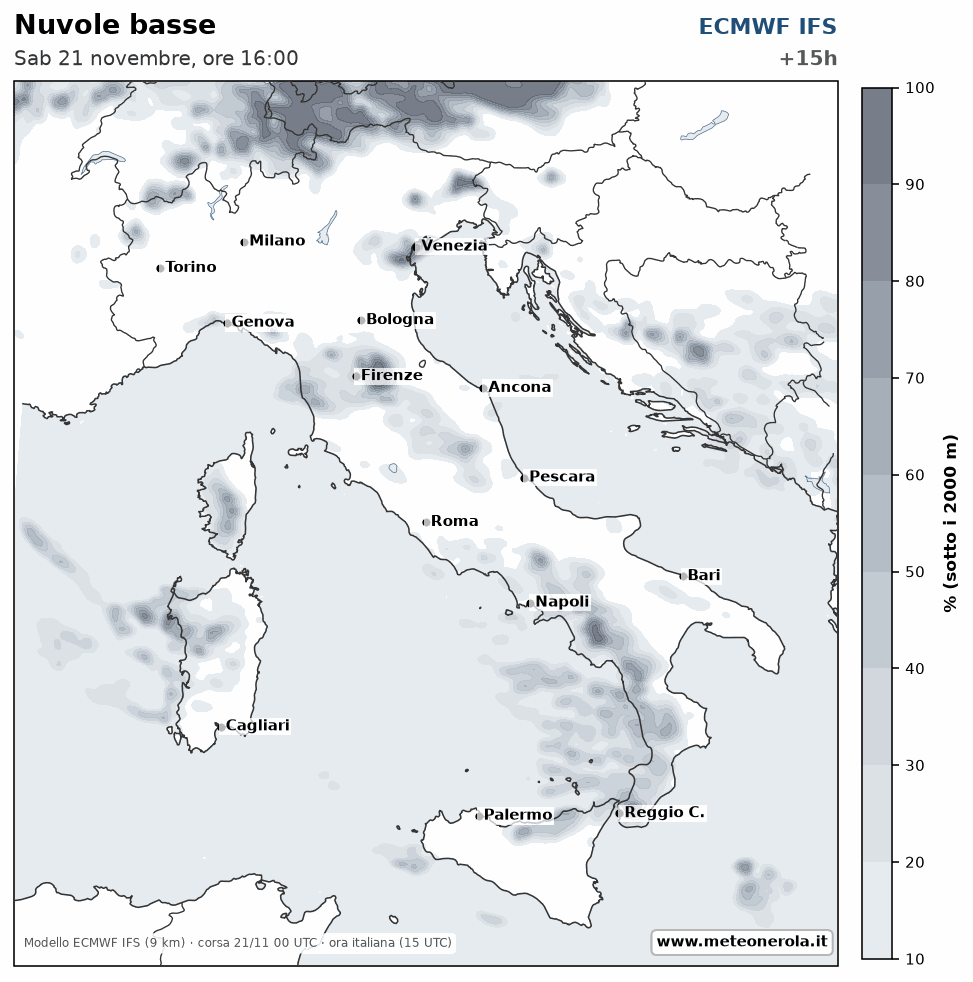 Nuvole basse
ECMWF IFS
Sab 21 novembre, ore 16:00
+15h
100
90
80
70
60
50
40
30
20
10
% (sotto i 2000 m)
Milano
Venezia
Torino
Genova
Bologna
Firenze
Ancona
Pescara
Roma
Bari
Napoli
Cagliari
Palermo
Reggio C.
Modello ECMWF IFS (9 km) · corsa 21/11 00 UTC · ora italiana (15 UTC)
www.meteonerola.it